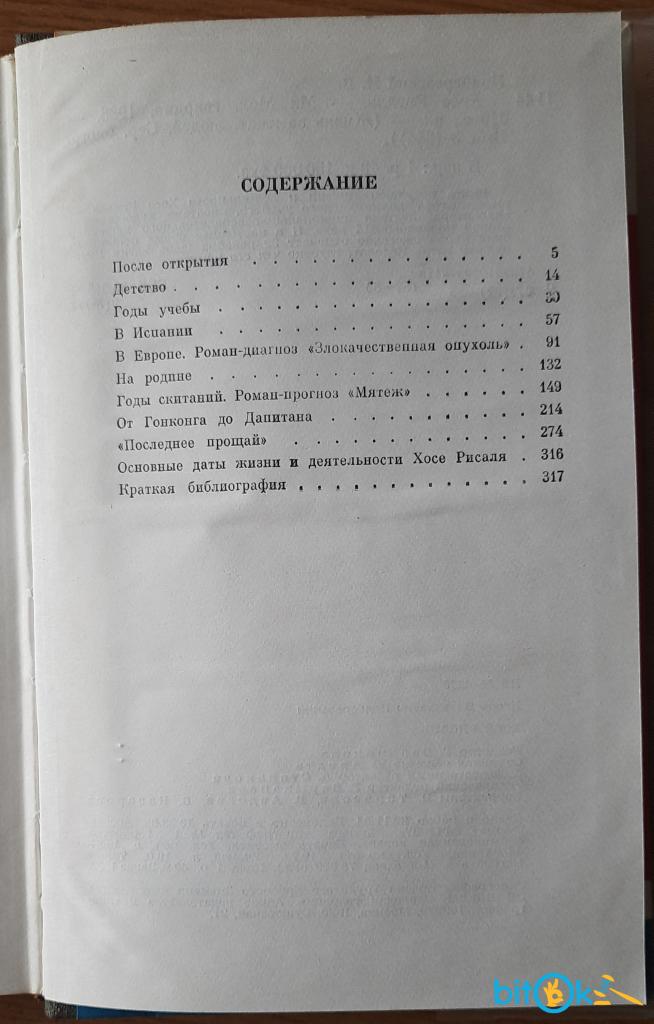 СОДЕРЖАНИЕ
После открытия . . . . . . . . . . . . . 5
Детство . . . . . . . . . . . . . . . . 14
Годы учебы . . . . . . . . . . . . . . 30
В Испании . . . . . . . . . . . . . . 57
В Европе. Роман-диагноз «Злокачественная опухоль» . 91
На родине . . . . . . . . . . . . . . 132
Годы скитаний. Роман-прогноз «Мятеж» . . . . . . 149
От Гонконга до Дапитана . . . . . . . . . . 214
«Последнее прощай» . . . . . . . . . . . . 274
Основные даты жизни и деятельности Хосе Рисаля . 316
Краткая библиография . . . . . . . . . . . . 317
bitok